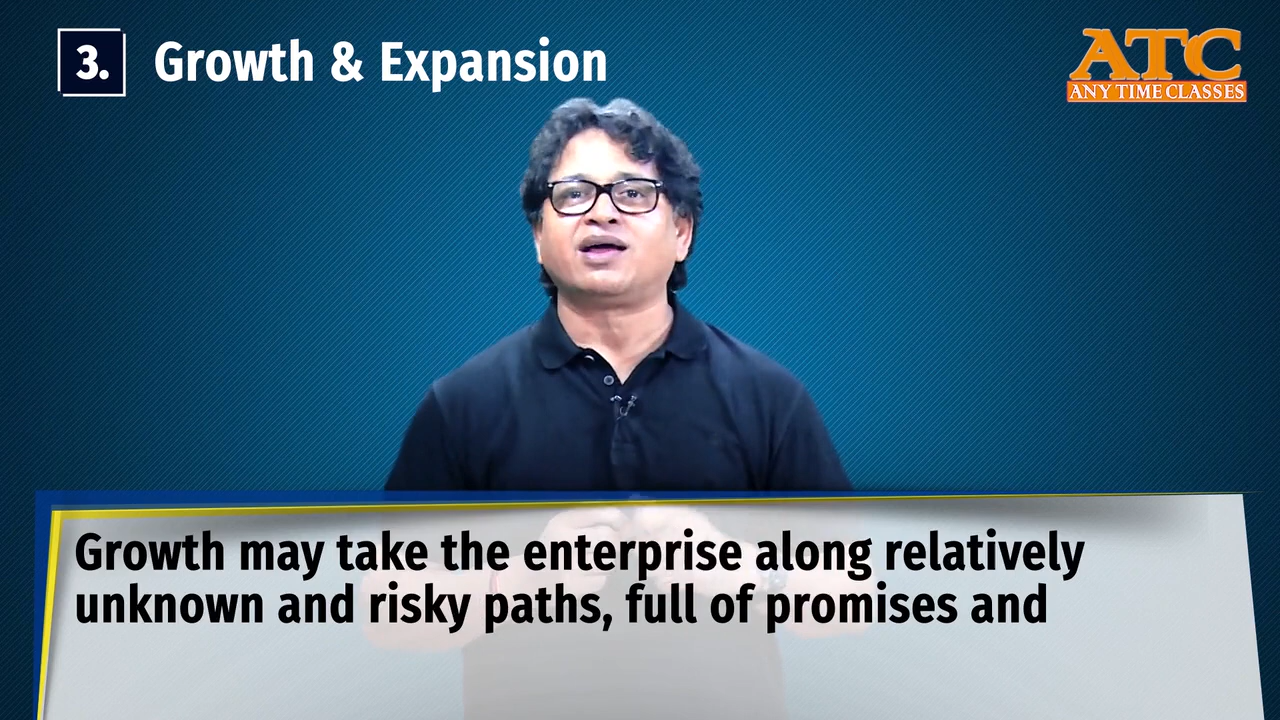 3. Growth & Expansion
ATC
ANY TIME CLASSES
Growth may take the enterprise along relatively
unknown and risky paths, full of promises and